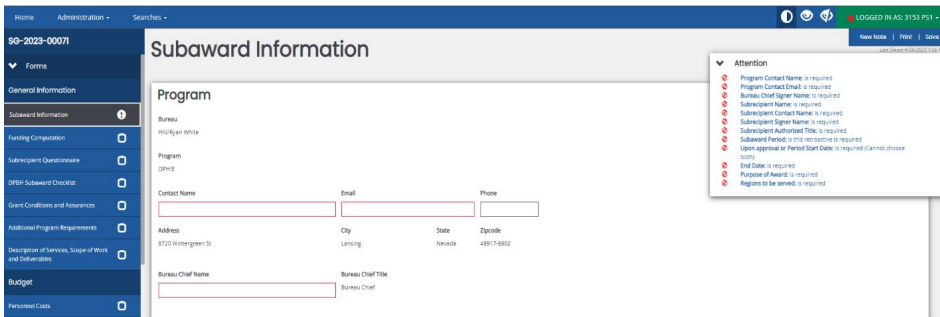 Home Administration Searches
LOGGED IN AS: 3153 PS1
SG-2023-00071
New Note | Print | Save
Forms
General Information
Subaward Information
Funding Computation
Subrecipient Questionnaire
DPBH Subaward Checklist
Grant Conditions and Assurances
Additional Program Requirements
Description of Services, Scope of Work
and Deliverables
Budget
Personnel Costs
Subaward Information
Program
Bureau
HIV/Ryan White
Program
OPHIE
Contact Name Email Phone
Address City State Zipcode
8720 Wintergreen St Lansing Nevada 48917-8802
Bureau Chief Name Bureau Chief Title
Bureau Chief
Last Saved
Attention
Program Contact Name: is required
Program Contact Email: is required
Bureau Chief Signer Name: is required
Subrecipient Name: is required
Subrecipient Contact Name: is required
Subrecipient Signer Name: is required
Subrecipient Authorized Title: is required
Subaward Period: is this retroactive is required
Upon approval or Period Start Date: is required (Cannot choose
both)
End Date: is required
Purpose of Award: is required
Regions to be served: is required